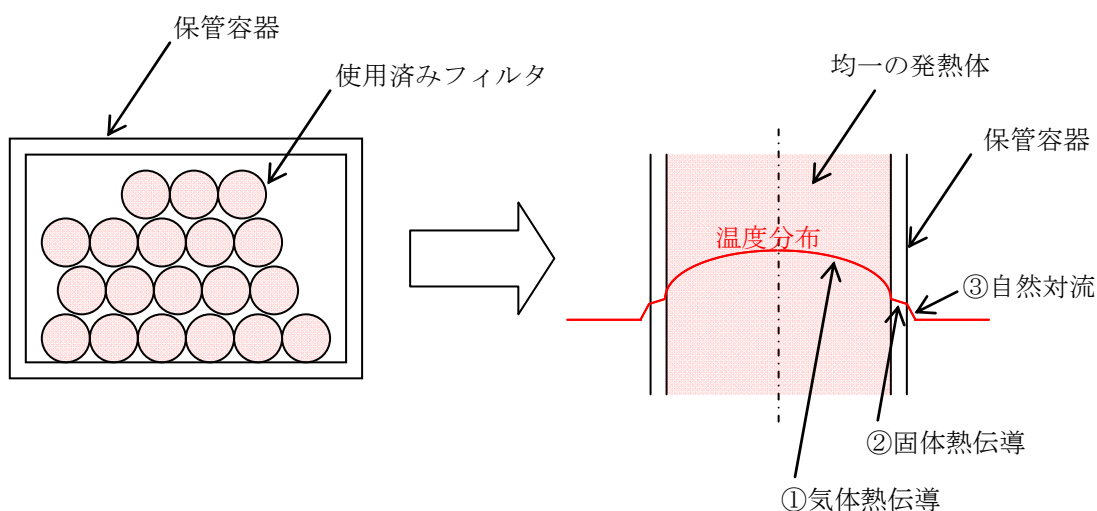 保管容器
使用済みフィルタ
均一の発熱体
保管容器
温度分布
③自然対流
②固体熱伝導
①気体熱伝導